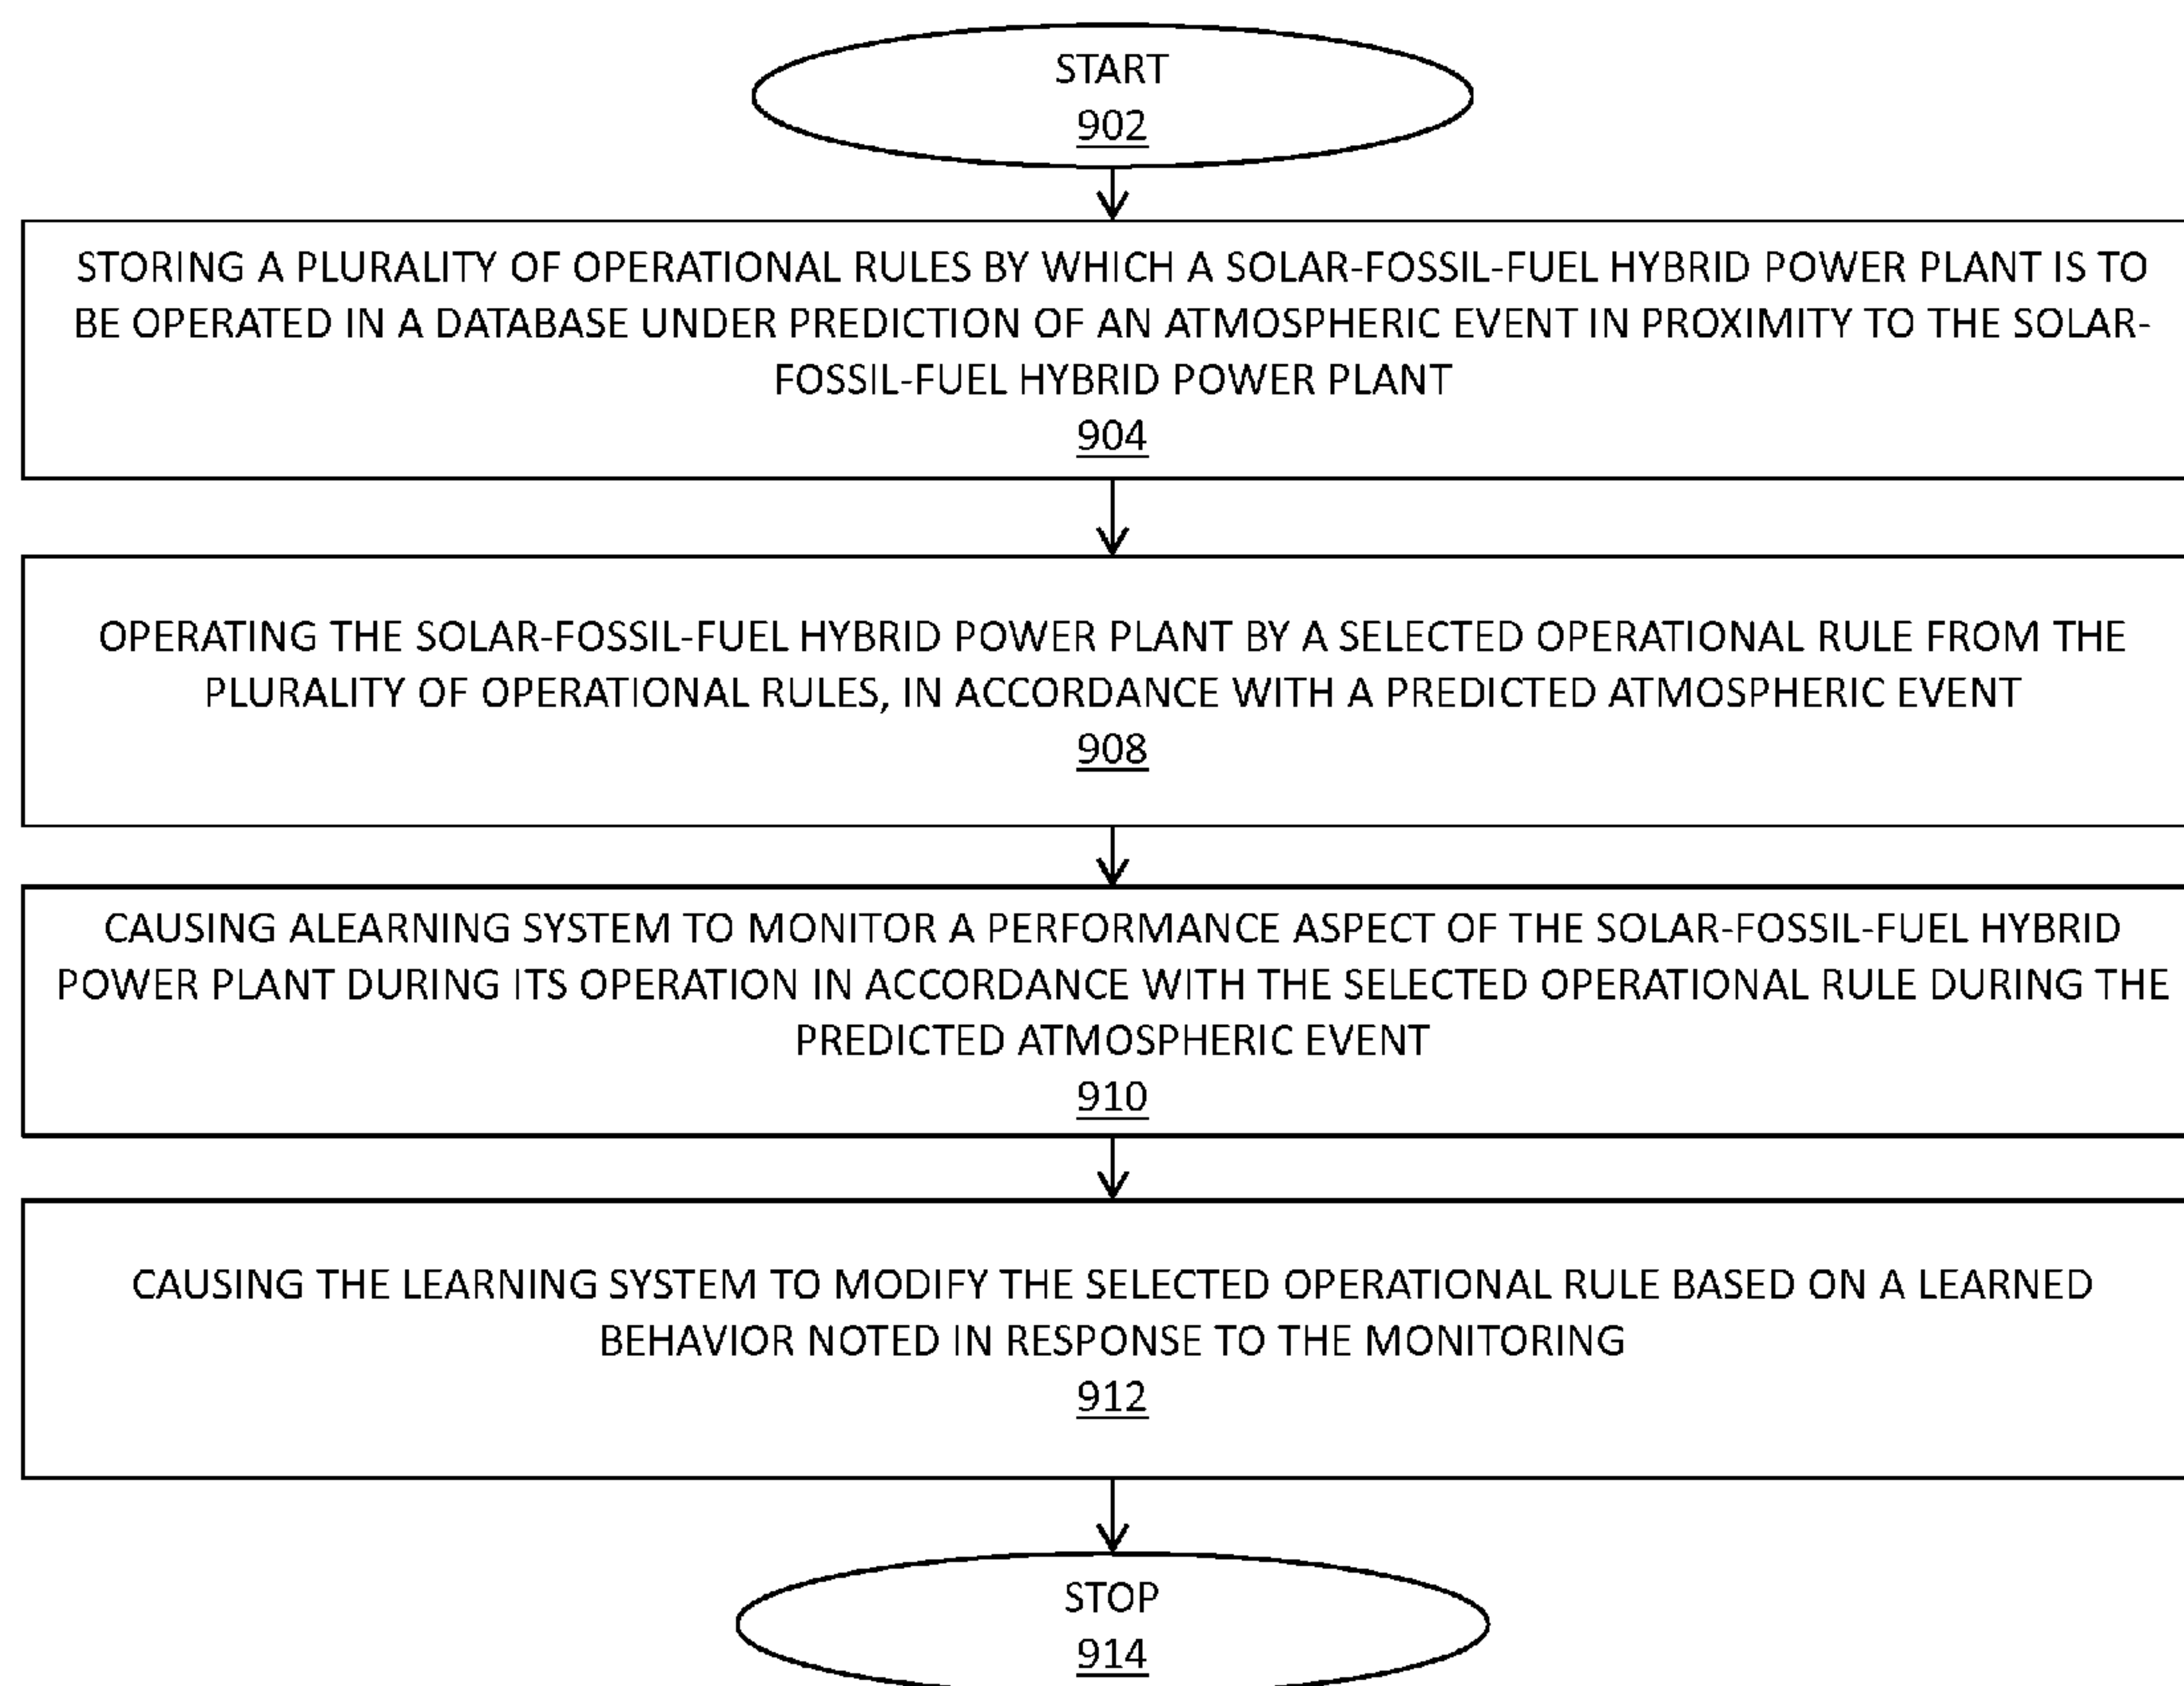 START
902
STORING A PLURALITY OF OPERATIONAL RULES BY WHICH A SOLAR-FOSSIL-FUEL HYBRID POWER PLANT IS TO
BE OPERATED IN A DATABASE UNDER PREDICTION OF AN ATMOSPHERIC EVENT IN PROXIMITY TO THE SOLAR-
FOSSIL-FUEL HYBRID POWER PLANT
904
OPERATING THE SOLAR-FOSSIL-FUEL HYBRID POWER PLANT BY A SELECTED OPERATIONAL RULE FROM THE
PLURALITY OF OPERATIONAL RULES, IN ACCORDANCE WITH A PREDICTED ATMOSPHERIC EVENT
908
CAUSING ALEARNING SYSTEM TO MONITOR A PERFORMANCE ASPECT OF THE SOLAR-FOSSIL-FUEL HYBRID
POWER PLANT DURING ITS OPERATION IN ACCORDANCE WITH THE SELECTED OPERATIONAL RULE DURING THE
PREDICTED ATMOSPHERIC EVENT
910
CAUSING THE LEARNING SYSTEM TO MODIFY THE SELECTED OPERATIONAL RULE BASED ON A LEARNED
BEHAVIOR NOTED IN RESPONSE TO THE MONITORING
912
STOP
914